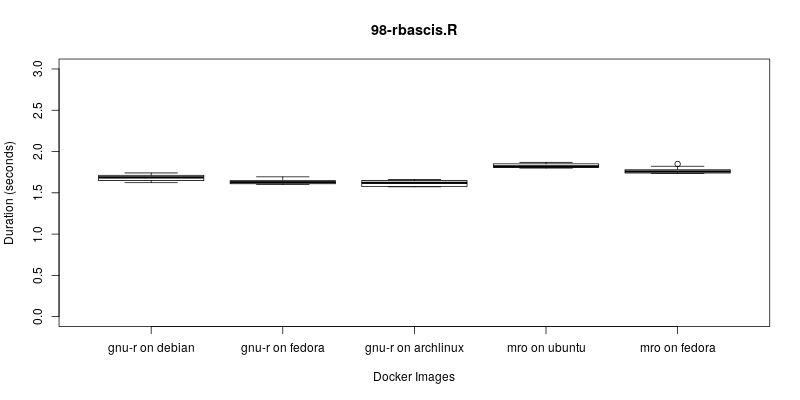 98-rbascis.R
3.0
2.5
2.0
1.5
1.0
0.5
0.0
Duration (seconds)
gnu-r on debian
gnu-r on fedora
gnu-r on archlinux
mro on ubuntu
mro on fedora
Docker Images